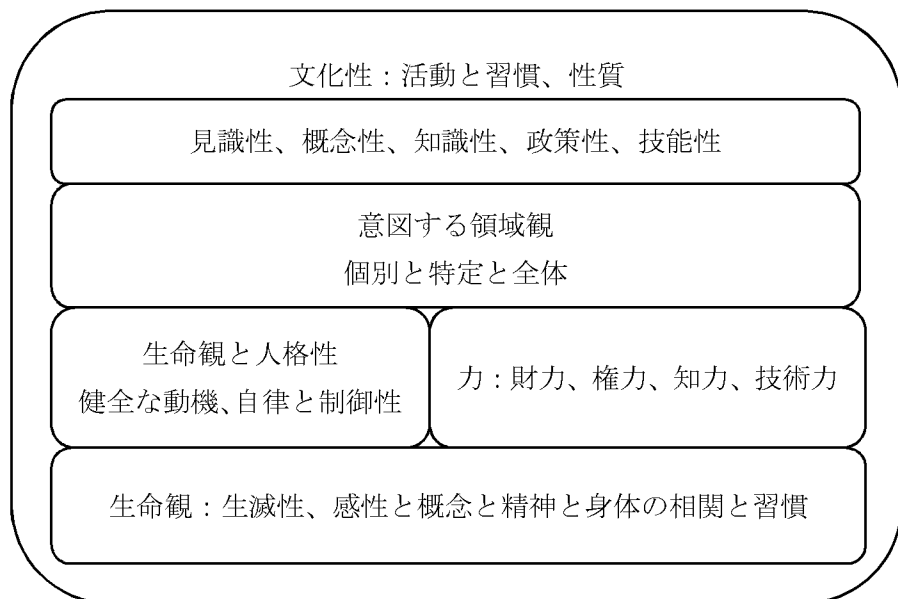 文化性：活動と習慣、性質
見識性、概念性、知識性、政策性、技能性
意図する領域観
個別と特定と全体
生命観と人格性
健全な動機、自律と制御性
力：財力、権力、知力、技術力
生命観：生滅性、感性と概念と精神と身体の相関と習慣